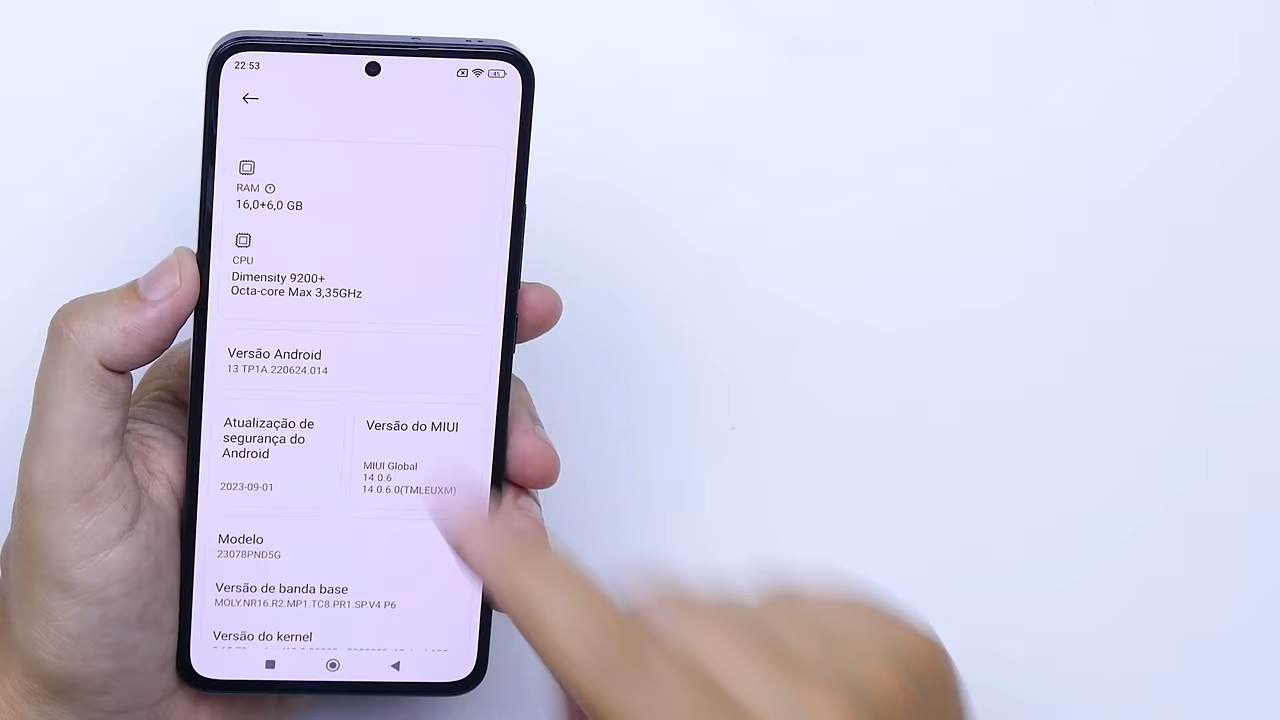 22:53
45
RAM
16,0+6,0 GB
CPU
Dimensity 9200+
Octa-core Max 3,35GHz
Versão Android
13 TP1A.220624.014
Atualização de
segurança do
Android
2023-09-01
Versão do MIUI
MIUI Global
14.0.6
14.0.6.0(TMLEUXM)
Modelo
23078PND5G
Versão de banda base
MOLY.NR16.R2.MP1.TC8.PR1.SP.V4.P6
Versão do kernel